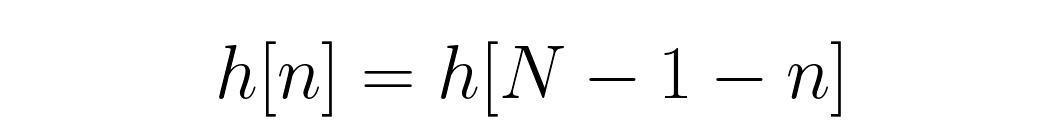 h[n] = h[N − 1 − n]